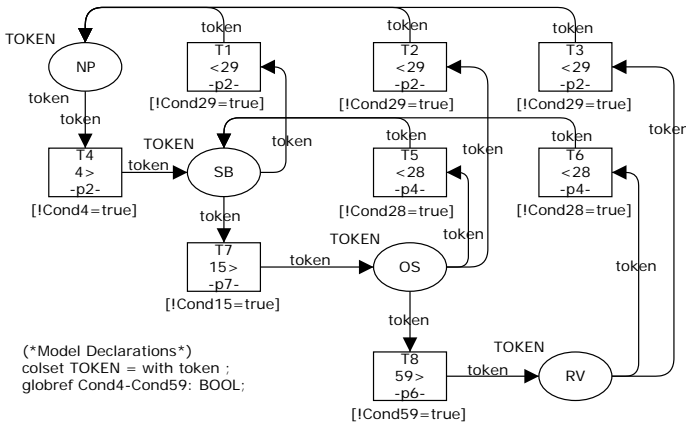 token
token
token
TOKEN
NP
T1
<29
-p2-
T2
<29
-p2-
T3
<29
-p2-
token
[!Cond29=true]
[!Cond29=true]
[!Cond29=true]
token
token
TOKEN
token
token
token
token
token
T4
4>
-p2-
token
SB
T5
<28
-p4-
T6
<28
-p4-
[!Cond4=true]
[!Cond28=true]
[!Cond28=true]
token
TOKEN
token
T7
15>
-p7-
token
OS
token
[!Cond15=true]
token
(*Model Declarations*)
colset TOKEN = with token ;
globref Cond4-Cond59: BOOL;
TOKEN
T8
59>
-p6-
token
RV
[!Cond59=true]